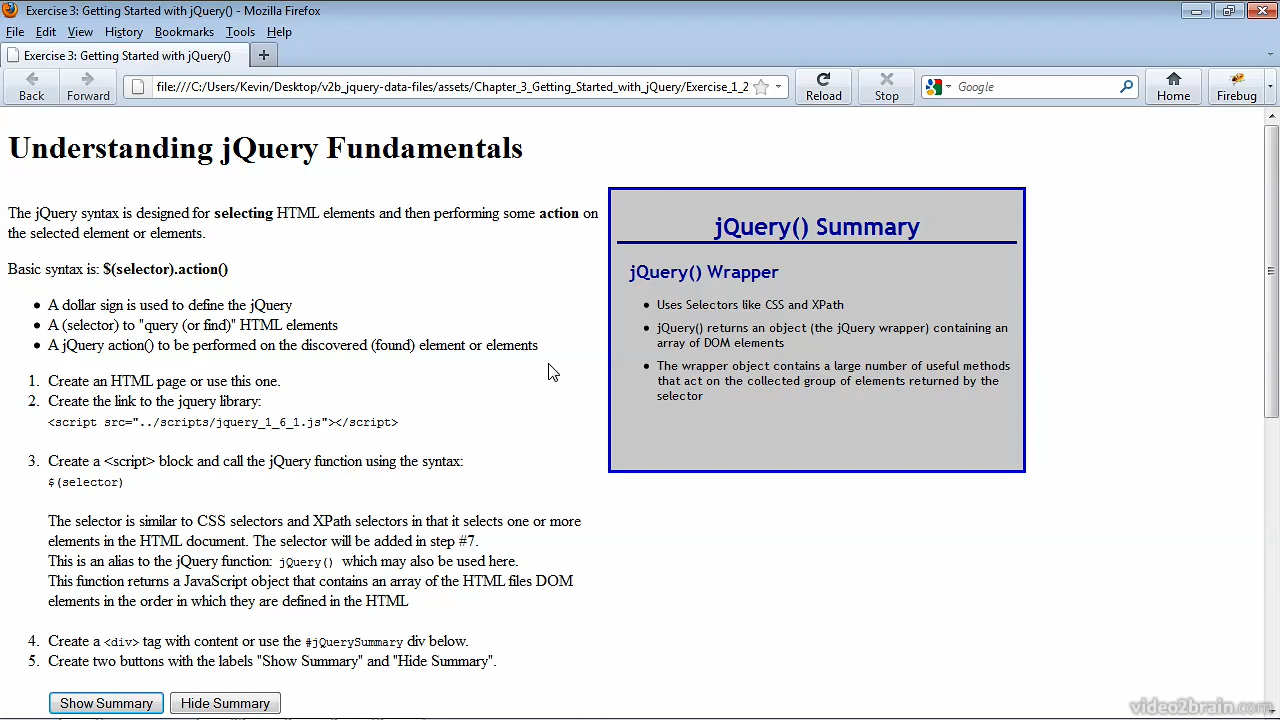 Exercise 3: Getting Started with jQuery() - Mozilla Firefox
File Edit View History Bookmarks Tools Help
Exercise 3: Getting Started with jQuery()
Back Forward file:///C:/Users/Kevin/Desktop/v2b_jquery-data-files/assets/Chapter_3_Getting_Started_with_jQuery/Exercise_1_2 Reload Stop Google Home Firebug
Understanding jQuery Fundamentals
The jQuery syntax is designed for selecting HTML elements and then performing some action on
the selected element or elements.
Basic syntax is: $(selector).action()
• A dollar sign is used to define the jQuery
• A (selector) to "query (or find)" HTML elements
• A jQuery action() to be performed on the discovered (found) element or elements
1. Create an HTML page or use this one.
2. Create the link to the jquery library:
<script src="../scripts/jquery_1_6_1.js"></script>
3. Create a <script> block and call the jQuery function using the syntax:
$(selector)
The selector is similar to CSS selectors and XPath selectors in that it selects one or more
elements in the HTML document. The selector will be added in step #7.
This is an alias to the jQuery function: jQuery() which may also be used here.
This function returns a JavaScript object that contains an array of the HTML files DOM
elements in the order in which they are defined in the HTML
4. Create a <div> tag with content or use the #jQuerySummary div below.
5. Create two buttons with the labels "Show Summary" and "Hide Summary".
Show Summary Hide Summary
jQuery() Summary
jQuery() Wrapper
• Uses Selectors like CSS and XPath
• jQuery() returns an object (the jQuery wrapper) containing an
array of DOM elements
• The wrapper object contains a large number of useful methods
that act on the collected group of elements returned by the
selector
video2brain.com